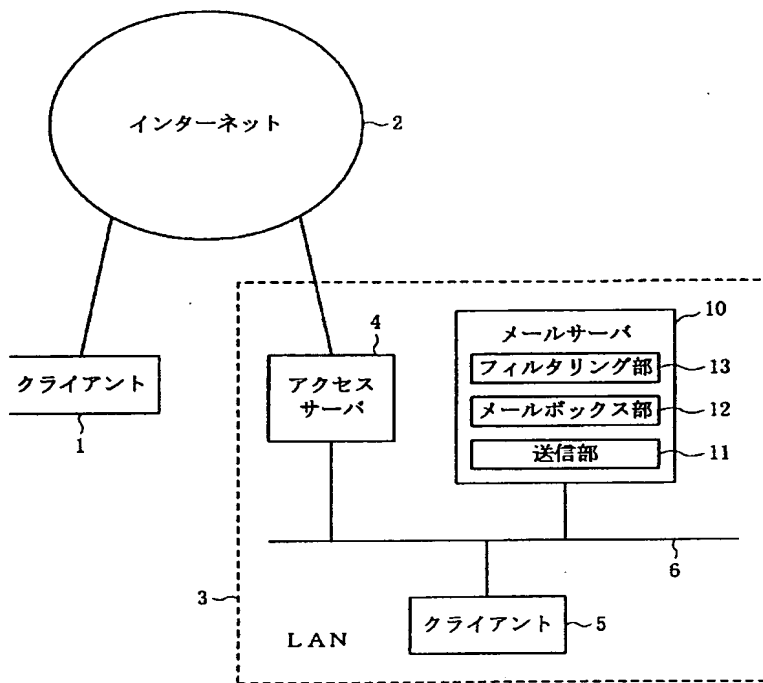 インターネット
2
クライアント
1
4
アクセス
サーバ
10
メールサーバ
フィルタリング部
13
メールボックス部
12
送信部
11
6
3
クライアント
5
LAN